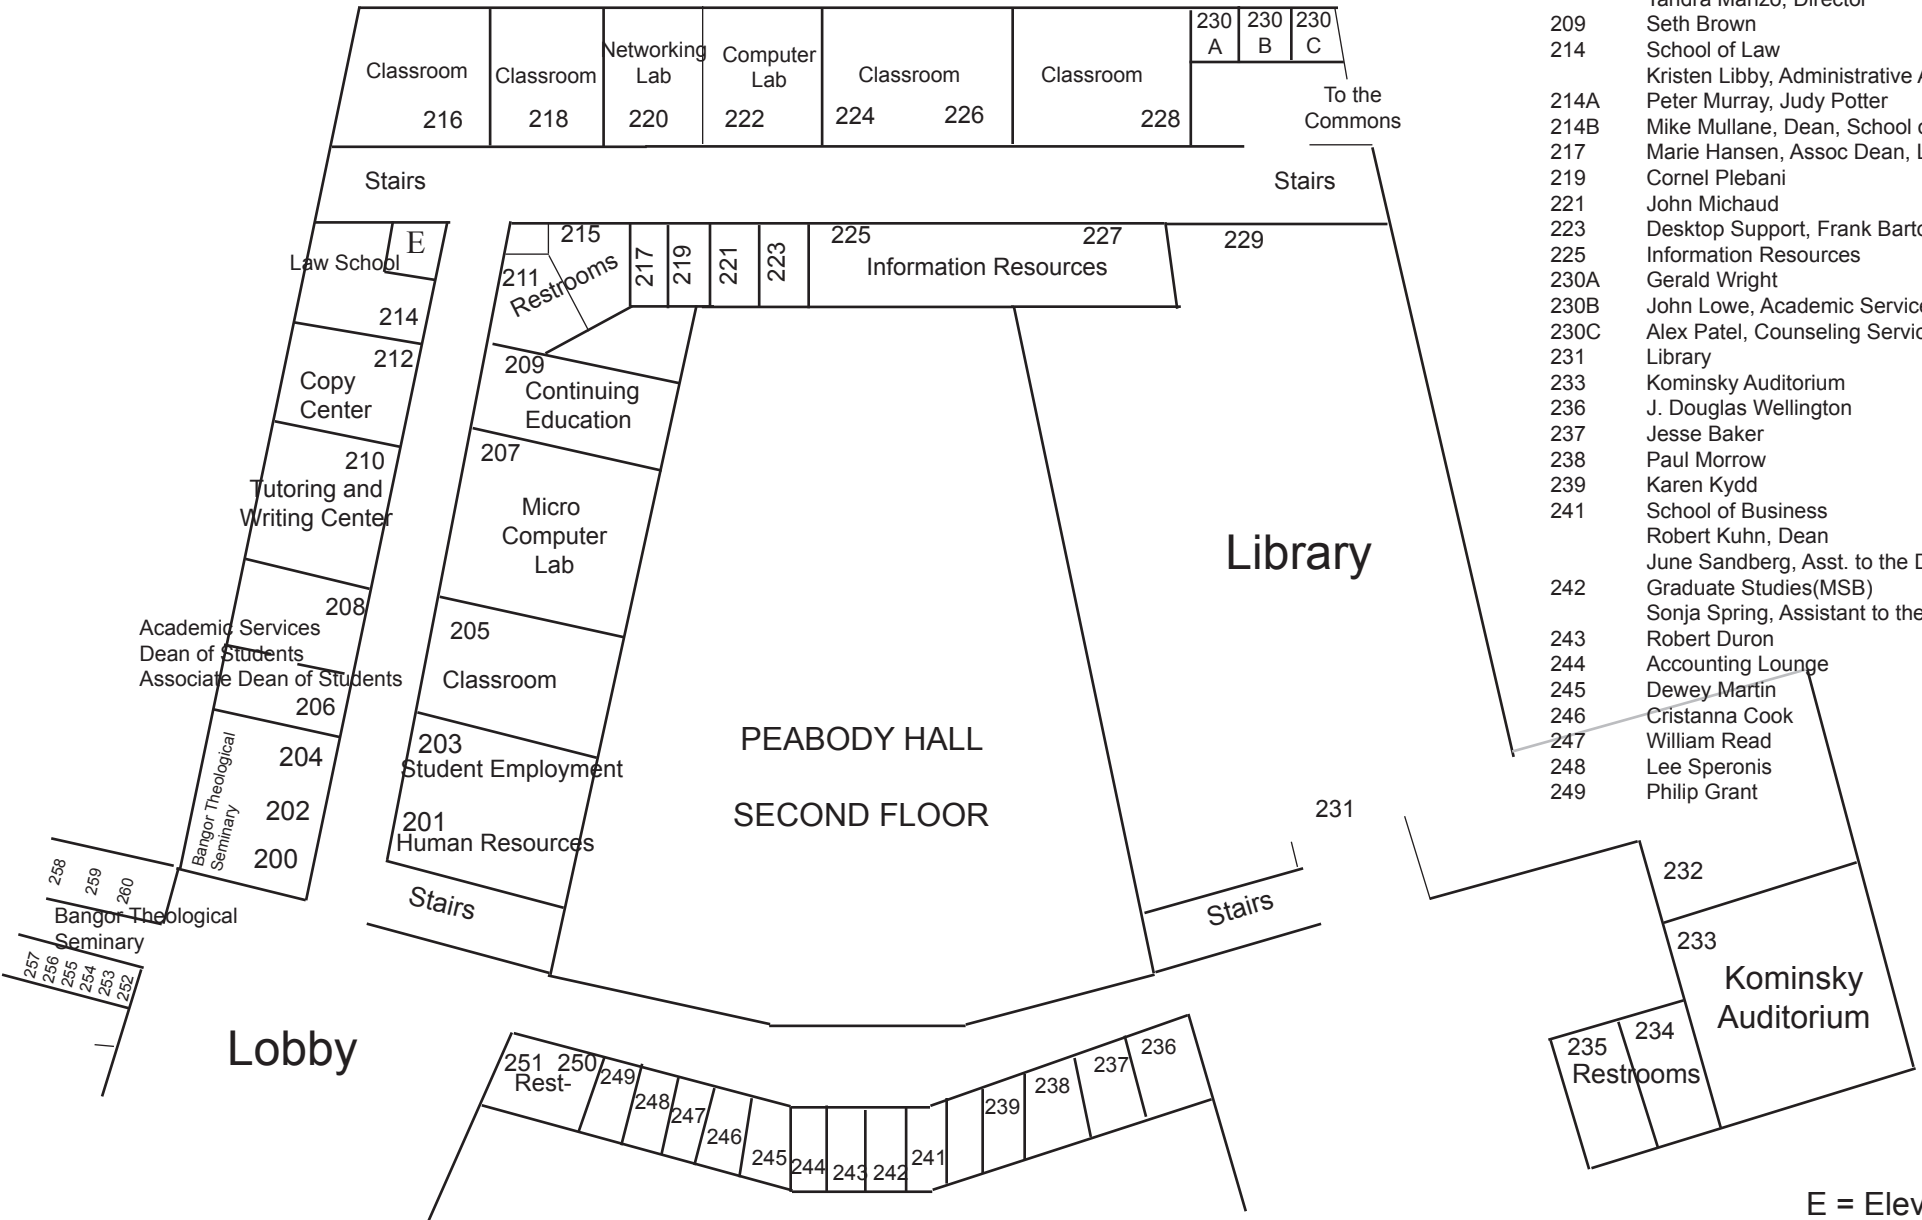 Classroom
216
Classroom
218
Networking
Lab
220
Computer
Lab
222
Classroom
224 226
Classroom
228
230
A
230
B
230
C
To the
Commons
Stairs
Stairs
E
Law School
214
212
Copy
Center
210
Tutoring and
Writing Center
208
Academic Services
Dean of Students
Associate Dean of Students
206
204
202
200
Bangor Theological
Seminary
215
211
Restrooms
217
219
221
223
225 227
Information Resources
229
209
Continuing
Education
207
Micro
Computer
Lab
205
Classroom
203
Student Employment
201
Human Resources
Stairs
PEABODY HALL
SECOND FLOOR
Library
231
Stairs
232
233
Kominsky
Auditorium
234
235
Restrooms
258
259
260
Bangor Theological
Seminary
257
256
255
254
253
252
Lobby
251 250
Rest-
249
248
247
246
245
244
243
242
241
239
238
237
236
Tandra Manzo, Director
209 Seth Brown
214 School of Law
Kristen Libby, Administrative A
214A Peter Murray, Judy Potter
214B Mike Mullane, Dean, School
217 Marie Hansen, Assoc Dean, L
219 Cornel Plebani
221 John Michaud
223 Desktop Support, Frank
225 Information Resources
230A Gerald Wright
230B John Lowe, Academic
230C Alex Patel, Counseling
231 Library
233 Kominsky Auditorium
236 J. Douglas Wellington
237 Jesse Baker
238 Paul Morrow
239 Karen Kydd
241 School of Business
Robert Kuhn, Dean
June Sandberg, Asst. to the D
242 Graduate Studies(MSB)
Sonja Spring, Assistant to the
243 Robert Duron
244 Accounting Lounge
245 Dewey Martin
246 Cristanna Cook
247 William Read
248 Lee Speronis
249 Philip Grant
E = Elev